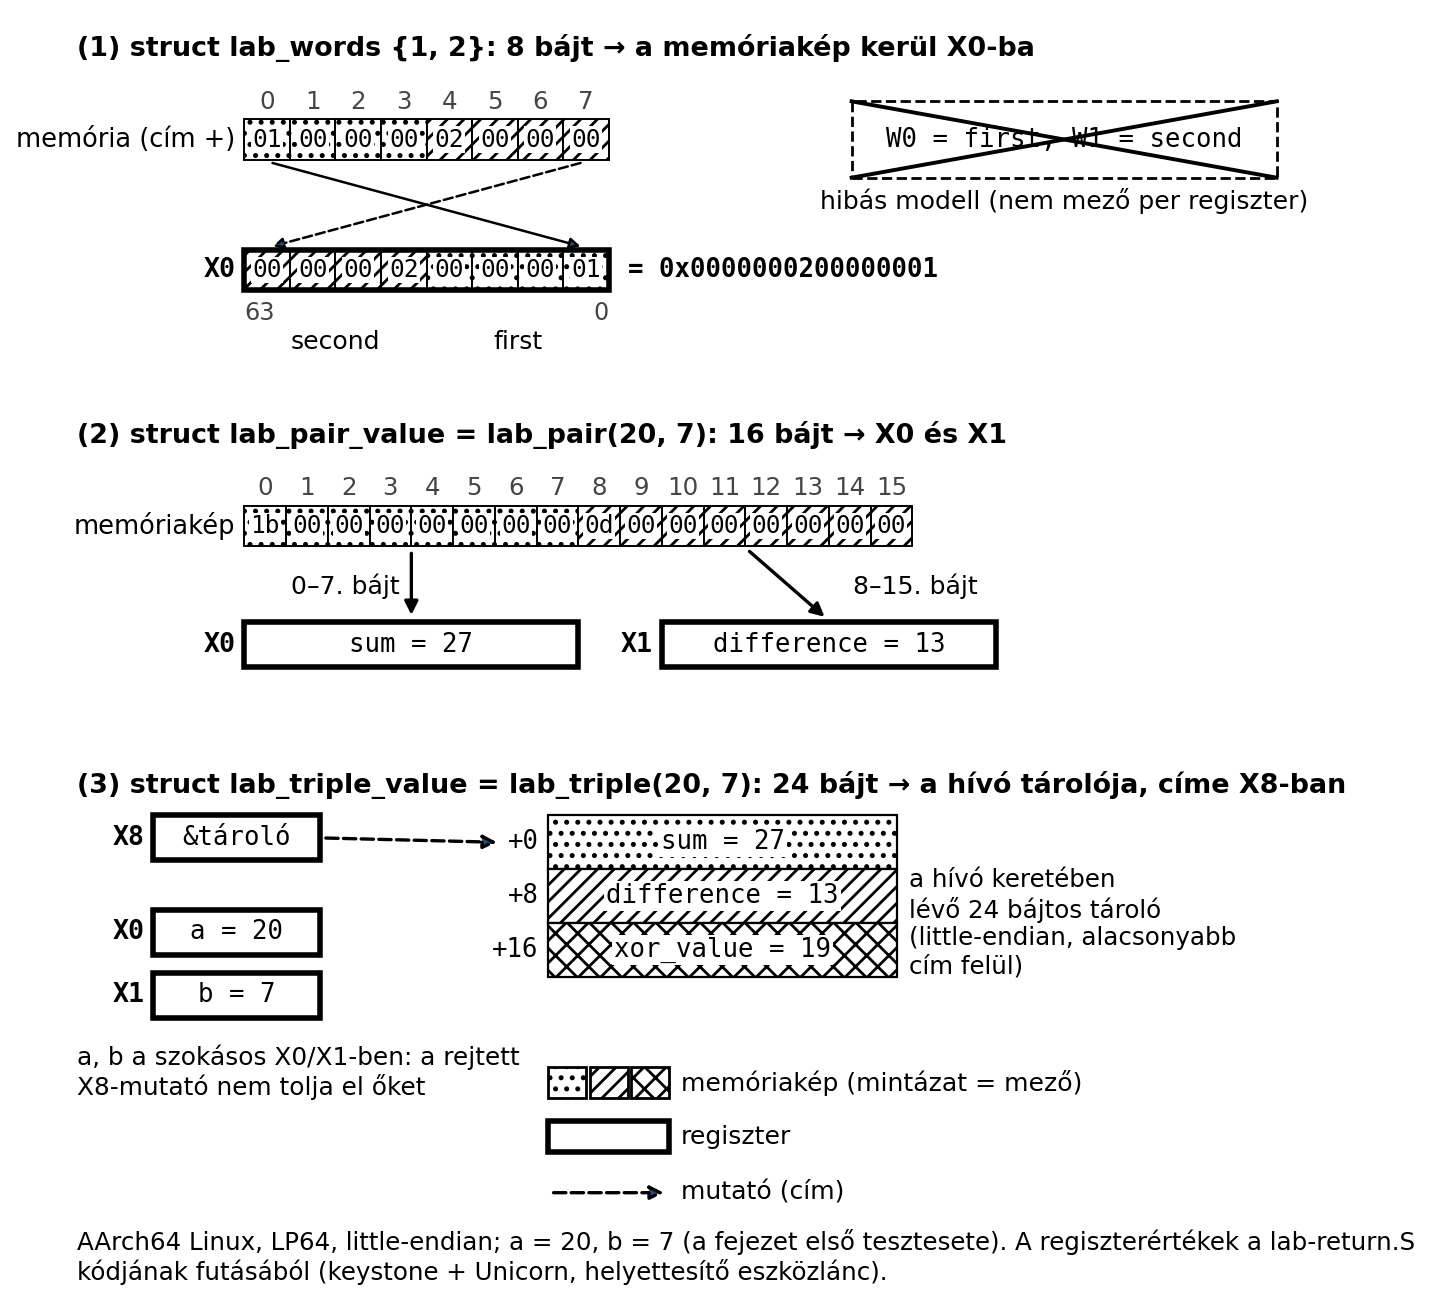 (1) struct lab_words {1, 2}: 8 bájt → a memóriakép kerül X0-ba
0 1 2 3 4 5 6 7
memória (cím +) 01 00 00 00 02 00 00 00
W0 = first, W1 = second
hibás modell (nem mező per regiszter)
X0 00 00 00 02 00 00 00 01 = 0x0000000200000001
63 0
second first
(2) struct lab_pair_value = lab_pair(20, 7): 16 bájt → X0 és X1
0 1 2 3 4 5 6 7 8 9 10 11 12 13 14 15
memóriakép 1b 00 00 00 00 00 00 00 0d 00 00 00 00 00 00 00
0–7. bájt 8–15. bájt
X0 sum = 27 X1 difference = 13
(3) struct lab_triple_value = lab_triple(20, 7): 24 bájt → a hívó tárolója, címe X8-ban
X8 &tároló +0 sum = 27
+8 difference = 13
+16 xor_value = 19
a hívó keretében
lévő 24 bájtos tároló
(little-endian, alacsonyabb
cím felül)
X0 a = 20
X1 b = 7
a, b a szokásos X0/X1-ben: a rejtett
X8-mutató nem tolja el őket
memóriakép (mintázat = mező)
regiszter
mutató (cím)
AArch64 Linux, LP64, little-endian; a = 20, b = 7 (a fejezet első tesztesete). A regiszterértékek a lab-return.S
kódjának futásából (keystone + Unicorn, helyettesítő eszközlánc).